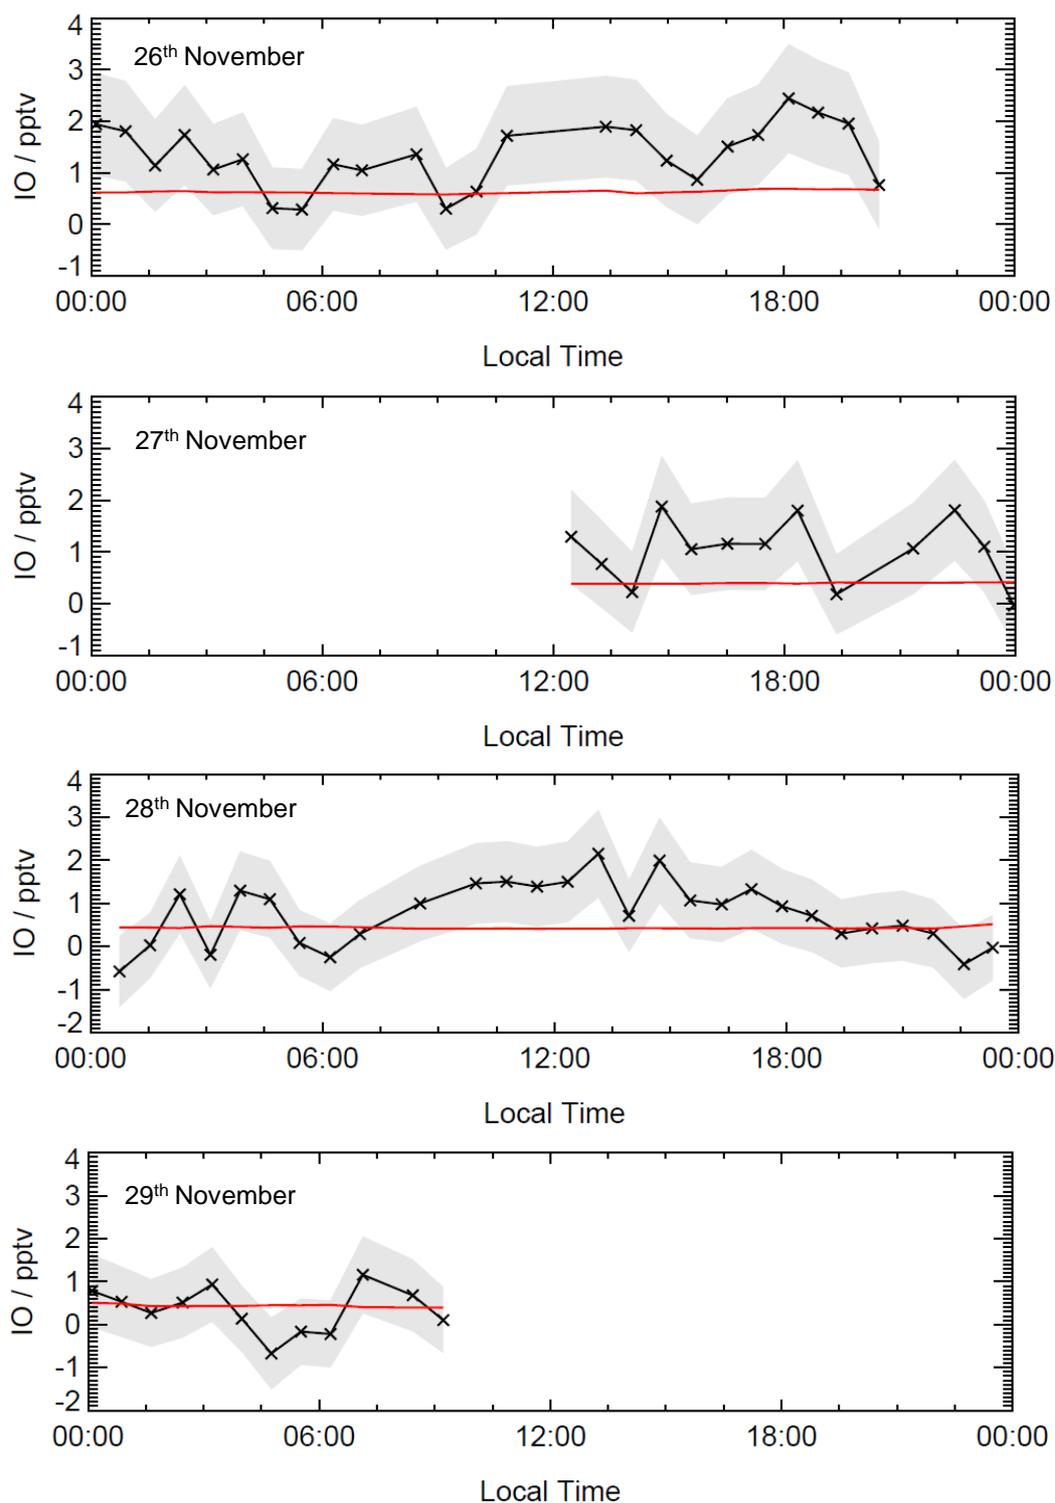 4
3
2
1
0
-1
IO / pptv
26th November
00:00 06:00 12:00 18:00 00:00
Local Time
4
3
2
1
0
-1
IO / pptv
27th November
00:00 06:00 12:00 18:00 00:00
Local Time
4
3
2
1
0
-1
-2
IO / pptv
28th November
00:00 06:00 12:00 18:00 00:00
Local Time
4
3
2
1
0
-1
-2
IO / pptv
29th November
00:00 06:00 12:00 18:00 00:00
Local Time